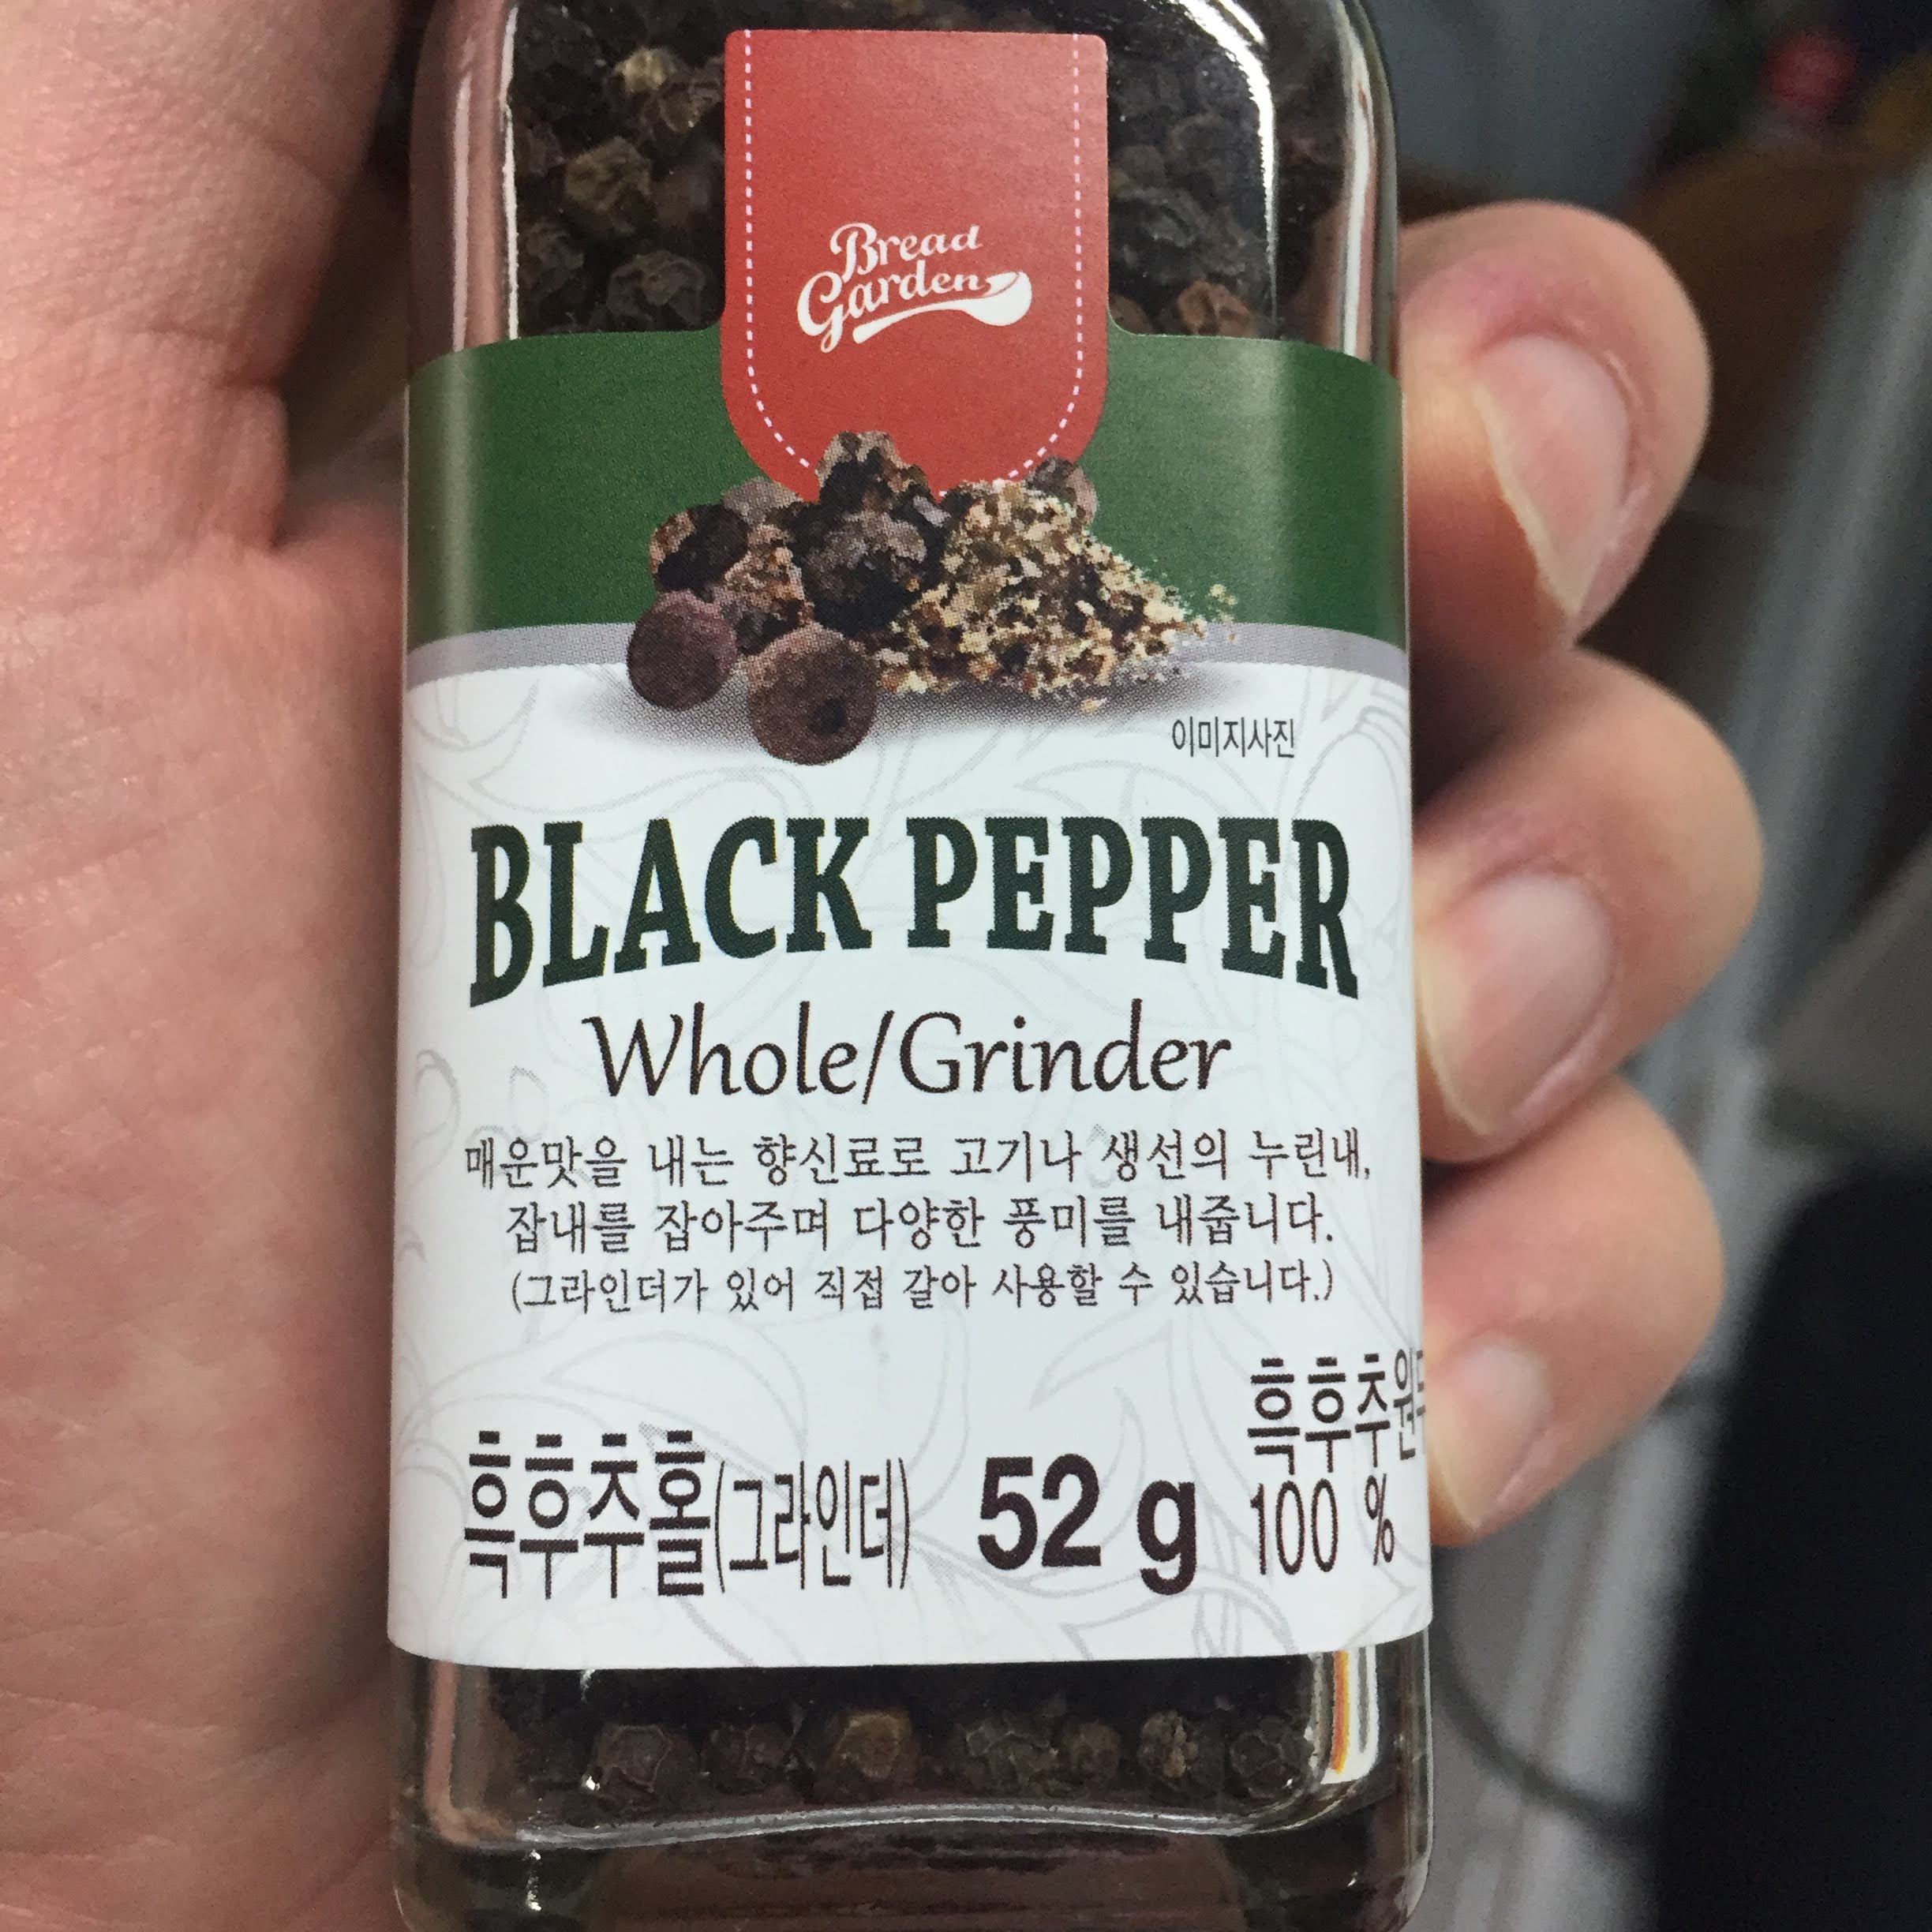 Bread
Garden
이미지사진
BLACK PEPPER
Whole/Grinder
매운맛을 내는 향신료로 고기나 생선의 누린내,
잡내를 잡아주며 다양한 풍미를 내줍니다.
(그라인더가 있어 직접 갈아 사용할 수 있습니다.)
흑후추홀(그라인더) 52 g
100 %